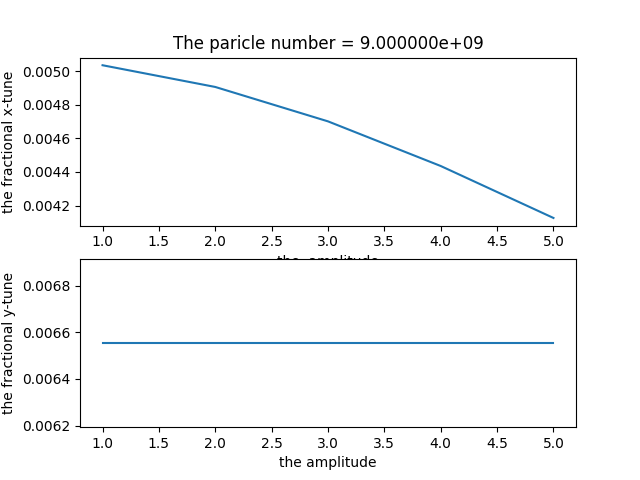 The paricle number = 9.000000e+09
the fractional x-tune
0.0050
0.0048
0.0046
0.0044
0.0042
1.0 1.5 2.0 2.5 3.0 3.5 4.0 4.5 5.0
the amplitude
the fractional y-tune
0.0068
0.0066
0.0064
0.0062
1.0 1.5 2.0 2.5 3.0 3.5 4.0 4.5 5.0
the amplitude